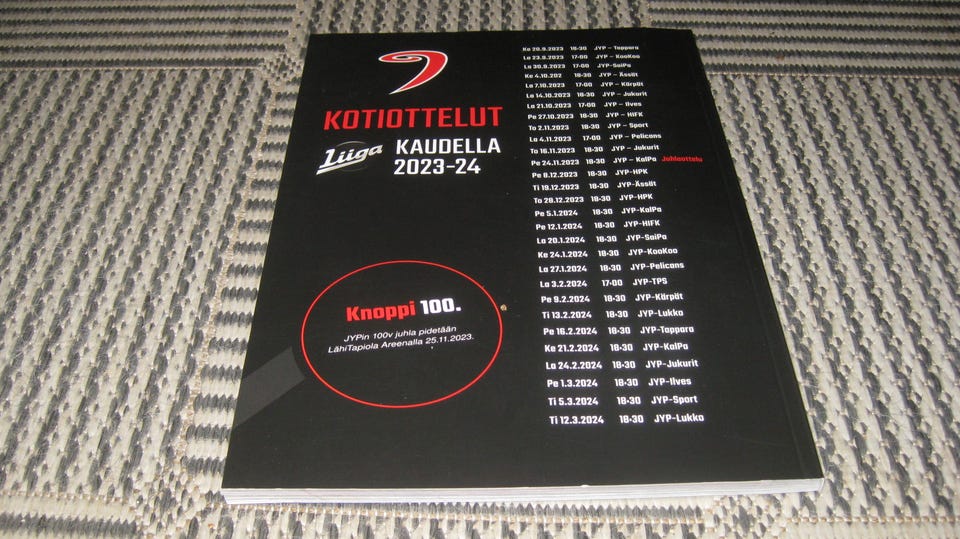 KOTIOTTELUT
Liiga KAUDELLA
2023-24
Knoppi 100.
JYPin 100v juhla pidetään
LähiTapiola Areenalla 25.11.2023.
Ke 20.9.2023 18-30 JYP – Tappara
La 23.9.2023 17-00 JYP – KooKoo
La 30.9.2023 17-00 JYP-SaiPa
Ke 4.10.202 18-30 JYP – Ässät
La 7.10.2023 17-00 JYP – Kärpät
La 14.10.2023 18-30 JYP – Jukurit
La 21.10.2023 17-00 JYP – Ilves
Pe 27.10.2023 18-30 JYP – HIFK
To 2.11.2023 18-30 JYP – Sport
La 4.11.2023 17-00 JYP – Pelicans
To 16.11.2023 18-30 JYP – Jukurit
Pe 24.11.2023 18-30 JYP – KalPa Juhlaottelu
Pe 8.12.2023 18-30 JYP-HPK
Ti 19.12.2023 18-30 JYP-Ässät
To 28.12.2023 18-30 JYP-HPK
Pe 5.1.2024 18-30 JYP-KalPa
Pe 12.1.2024 18-30 JYP-HIFK
La 20.1.2024 18-30 JYP-SaiPa
Ke 24.1.2024 18-30 JYP-KooKoo
La 27.1.2024 18-30 JYP-Pelicans
La 3.2.2024 17-00 JYP-TPS
Pe 9.2.2024 18-30 JYP-Kärpät
Ti 13.2.2024 18-30 JYP-Lukko
Pe 16.2.2024 18-30 JYP-Tappara
Ke 21.2.2024 18-30 JYP-KalPa
La 24.2.2024 18-30 JYP-Jukurit
Pe 1.3.2024 18-30 JYP-Ilves
Ti 5.3.2024 18-30 JYP-Sport
Ti 12.3.2024 18-30 JYP-Lukko